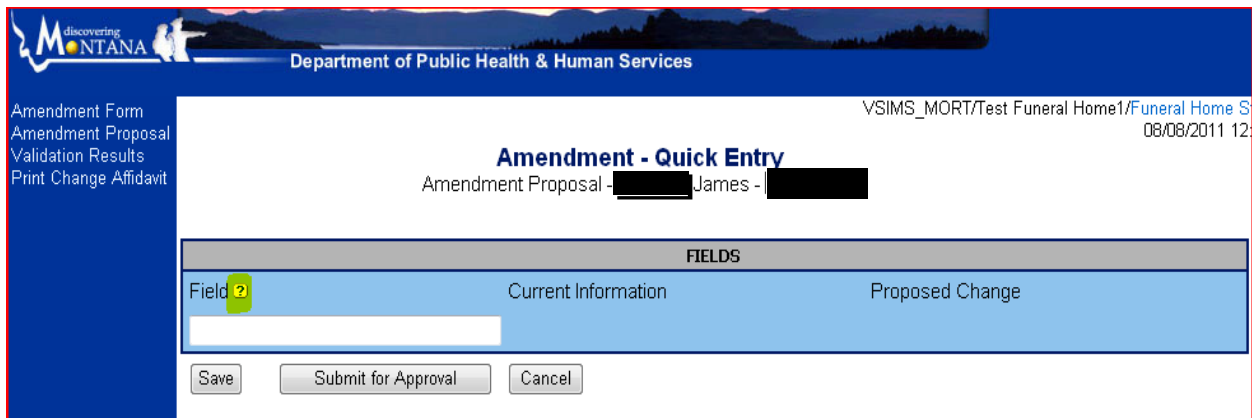 discovering
MONTANA
Department of Public Health & Human Services
Amendment Form
Amendment Proposal
Validation Results
Print Change Affidavit
VSIMS_MORT/Test Funeral Home1/Funeral Home S
08/08/2011 12:
Amendment - Quick Entry
Amendment Proposal - James -
FIELDS
Field ? Current Information Proposed Change
Save Submit for Approval Cancel